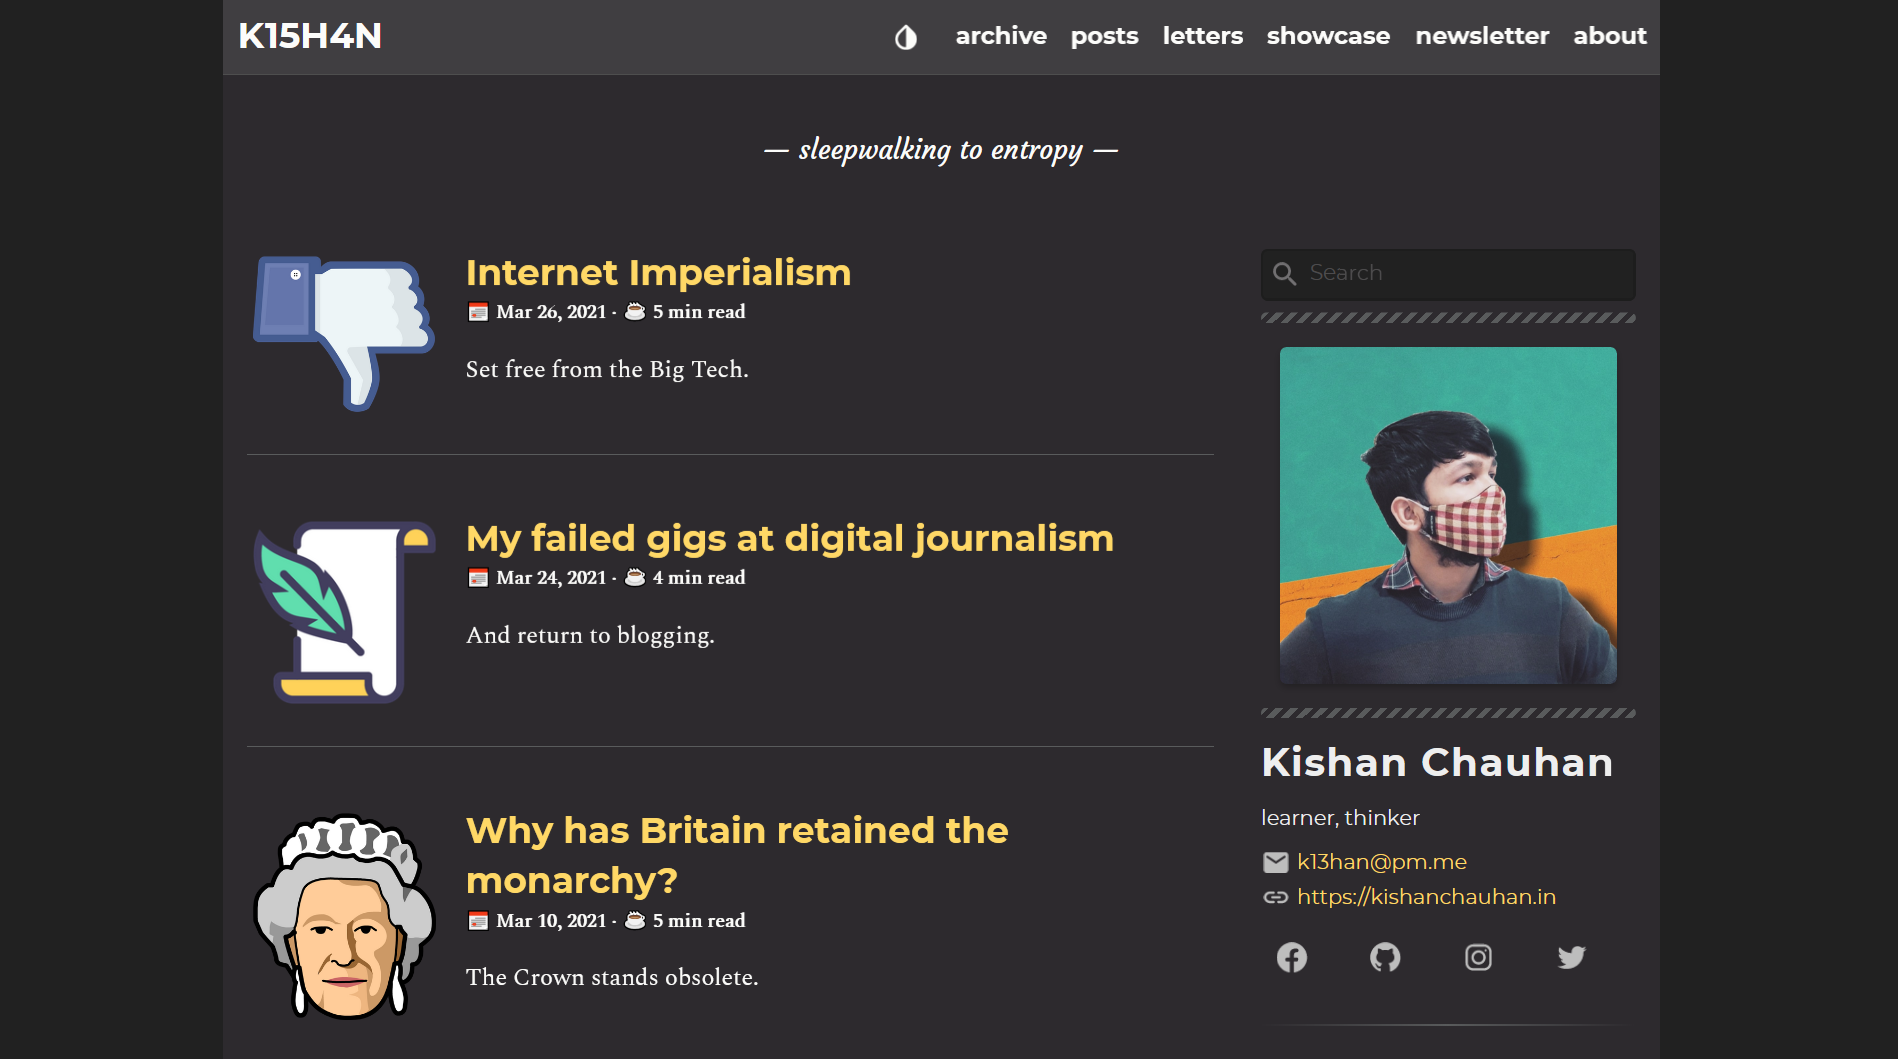 K15H4N
archive posts letters showcase newsletter about
— sleepwalking to entropy —
Internet Imperialism
Mar 26, 2021 · ☕ 5 min read
Set free from the Big Tech.
My failed gigs at digital journalism
Mar 24, 2021 · ☕ 4 min read
And return to blogging.
Why has Britain retained the
monarchy?
Mar 10, 2021 · ☕ 5 min read
The Crown stands obsolete.
Search
Kishan Chauhan
learner, thinker
k13han@pm.me
https://kishanchauhan.in